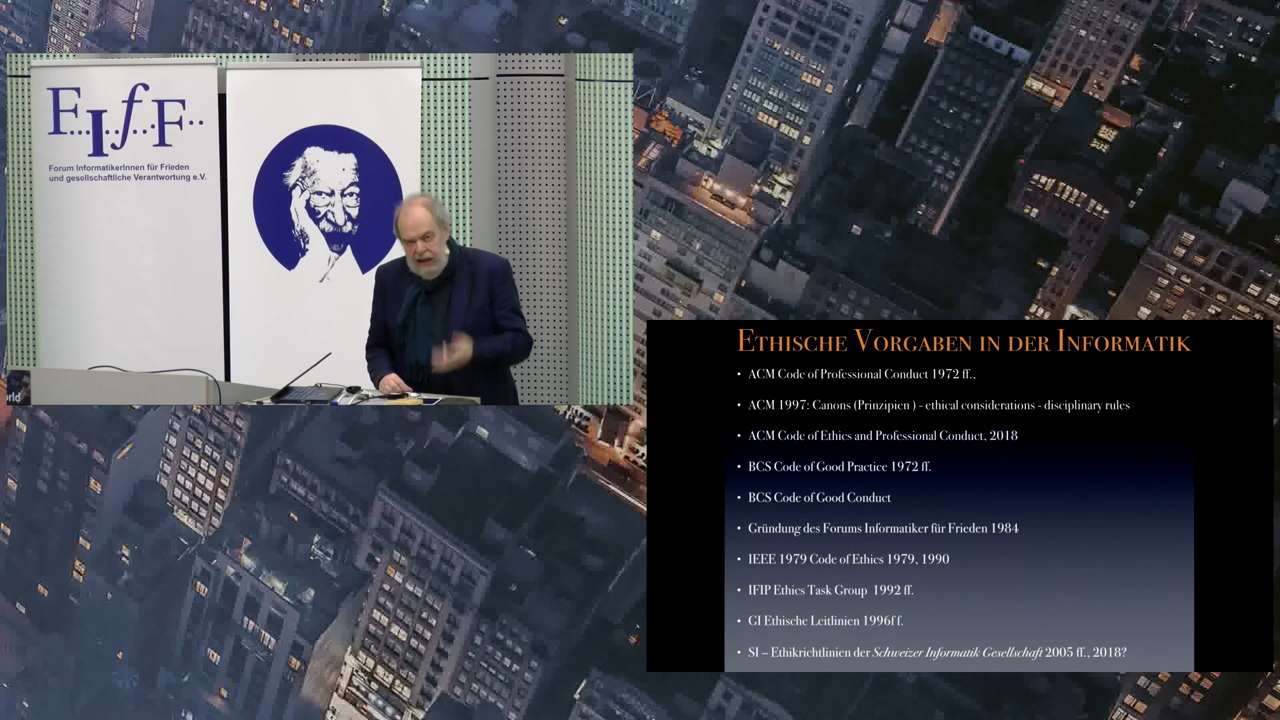 F...I...f...F...
Forum InformatikerInnen für Frieden
und gesellschaftliche Verantwortung e.V.
rld
ETHISCHE VORGABEN IN DER INFORMATIK
• ACM Code of Professional Conduct 1972 ff.,
• ACM 1997: Canons (Prinzipien ) - ethical considerations - disciplinary rules
• ACM Code of Ethics and Professional Conduct, 2018
• BCS Code of Good Practice 1972 ff.
• BCS Code of Good Conduct
• Gründung des Forums Informatiker für Frieden 1984
• IEEE 1979 Code of Ethics 1979, 1990
• IFIP Ethics Task Group 1992 ff.
• GI Ethische Leitlinien 1996f f.
• SI – Ethikrichtlinien der Schweizer Informatik Gesellschaft 2005 ff., 2018?